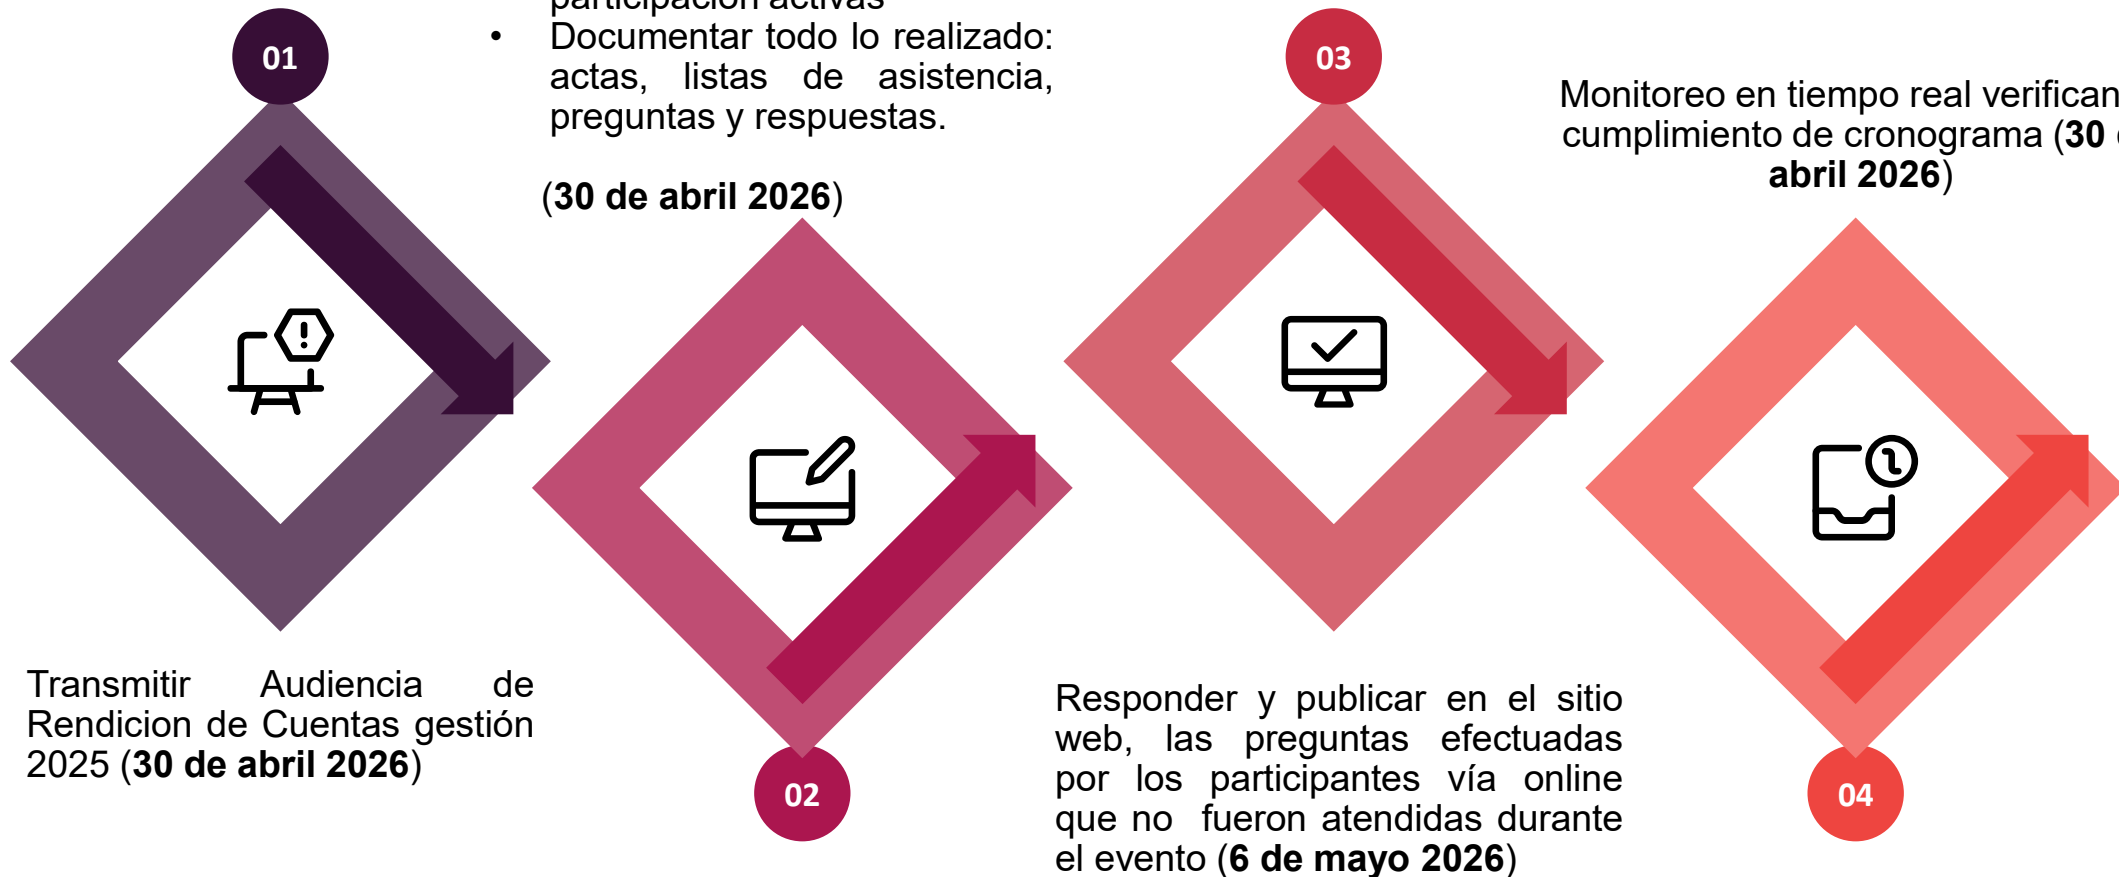 01
Transmitir Audiencia de
Rendicion de Cuentas gestión
2025 (30 de abril 2026)
participación activas
• Documentar todo lo realizado:
actas, listas de asistencia,
preguntas y respuestas.
(30 de abril 2026)
02
03
Responder y publicar en el sitio
web, las preguntas efectuadas
por los participantes vía online
que no fueron atendidas durante
el evento (6 de mayo 2026)
Monitoreo en tiempo real verifican
cumplimiento de cronograma (30
abril 2026)
04